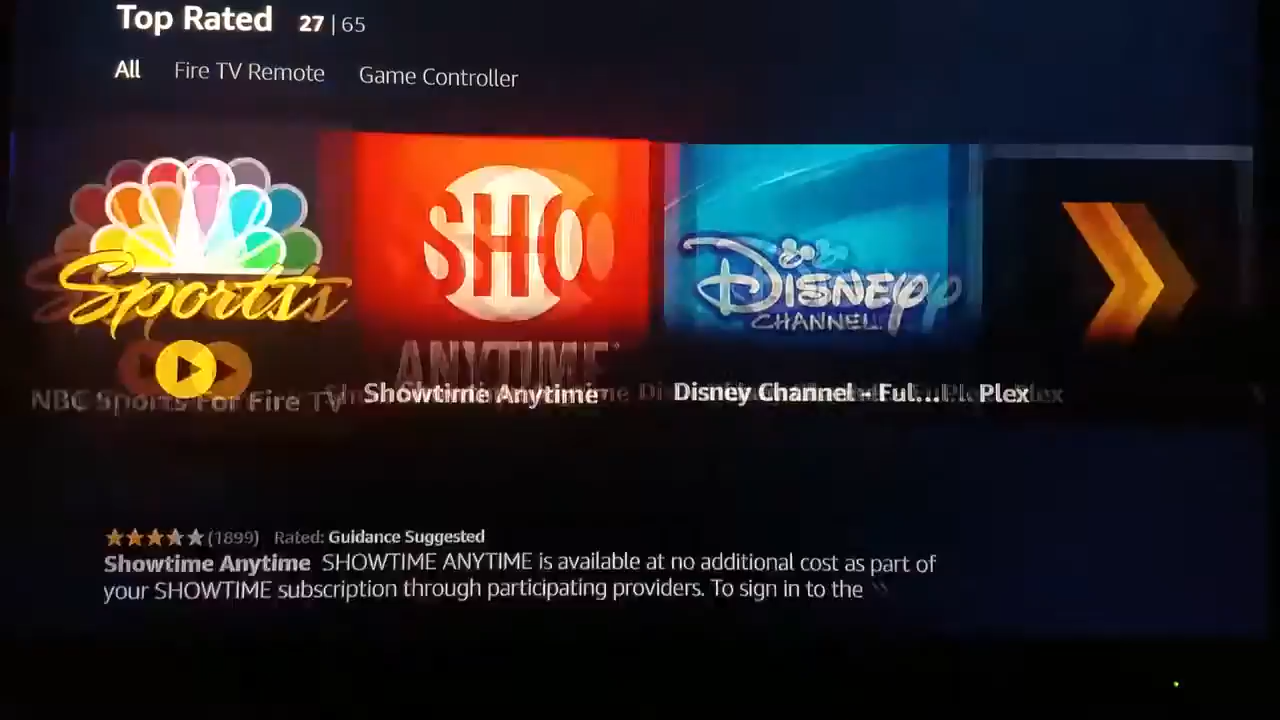 Top Rated 27 | 65
All Fire TV Remote Game Controller
Sports SHO DISNEY
CHANNEL
ANYTIME
NBC Sports For Fire TV Showtime Anytime Disney Channel - Ful... Plex
(1899) Rated: Guidance Suggested
Showtime Anytime SHOWTIME ANYTIME is available at no additional cost as part of
your SHOWTIME subscription through participating providers. To sign in to the